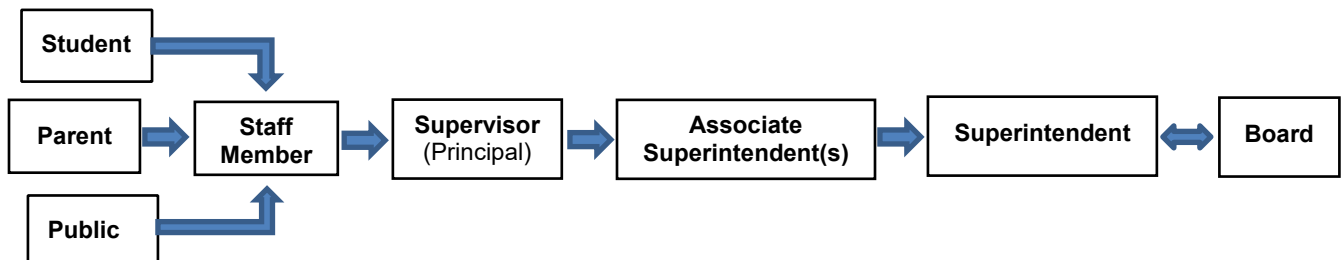 Student
Parent
Public
Staff
Member
Supervisor
(Principal)
Associate
Superintendent(s)
Superintendent
Board